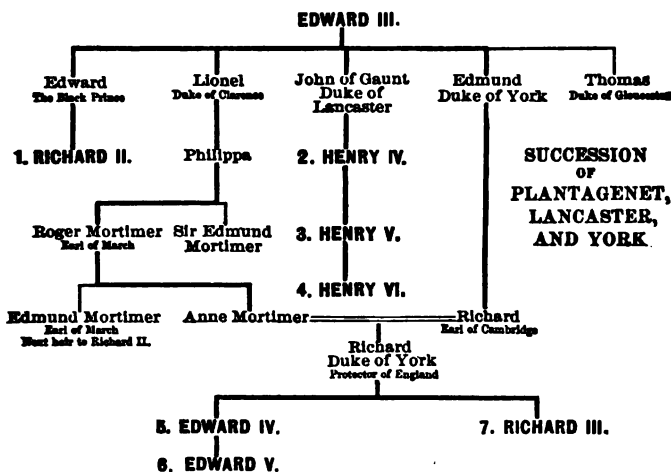 EDWARD III.
Edward
The Black Prince
Lionel
Duke of Clarence
John of Gaunt
Duke of
Lancaster
Edmund
Duke of York
Thomas
Duke of Gloucester
1. RICHARD II.
Philippa
2. HENRY IV.
SUCCESSION
OF
PLANTAGENET,
LANCASTER,
AND YORK
Roger Mortimer
Earl of March
Sir Edmund
Mortimer
3. HENRY V.
4. HENRY VI.
Edmund Mortimer
Earl of March
Next heir to Richard II.
Anne Mortimer
Richard
Earl of Cambridge
Richard
Duke of York
Protector of England
5. EDWARD IV.
7. RICHARD III.
6. EDWARD V.